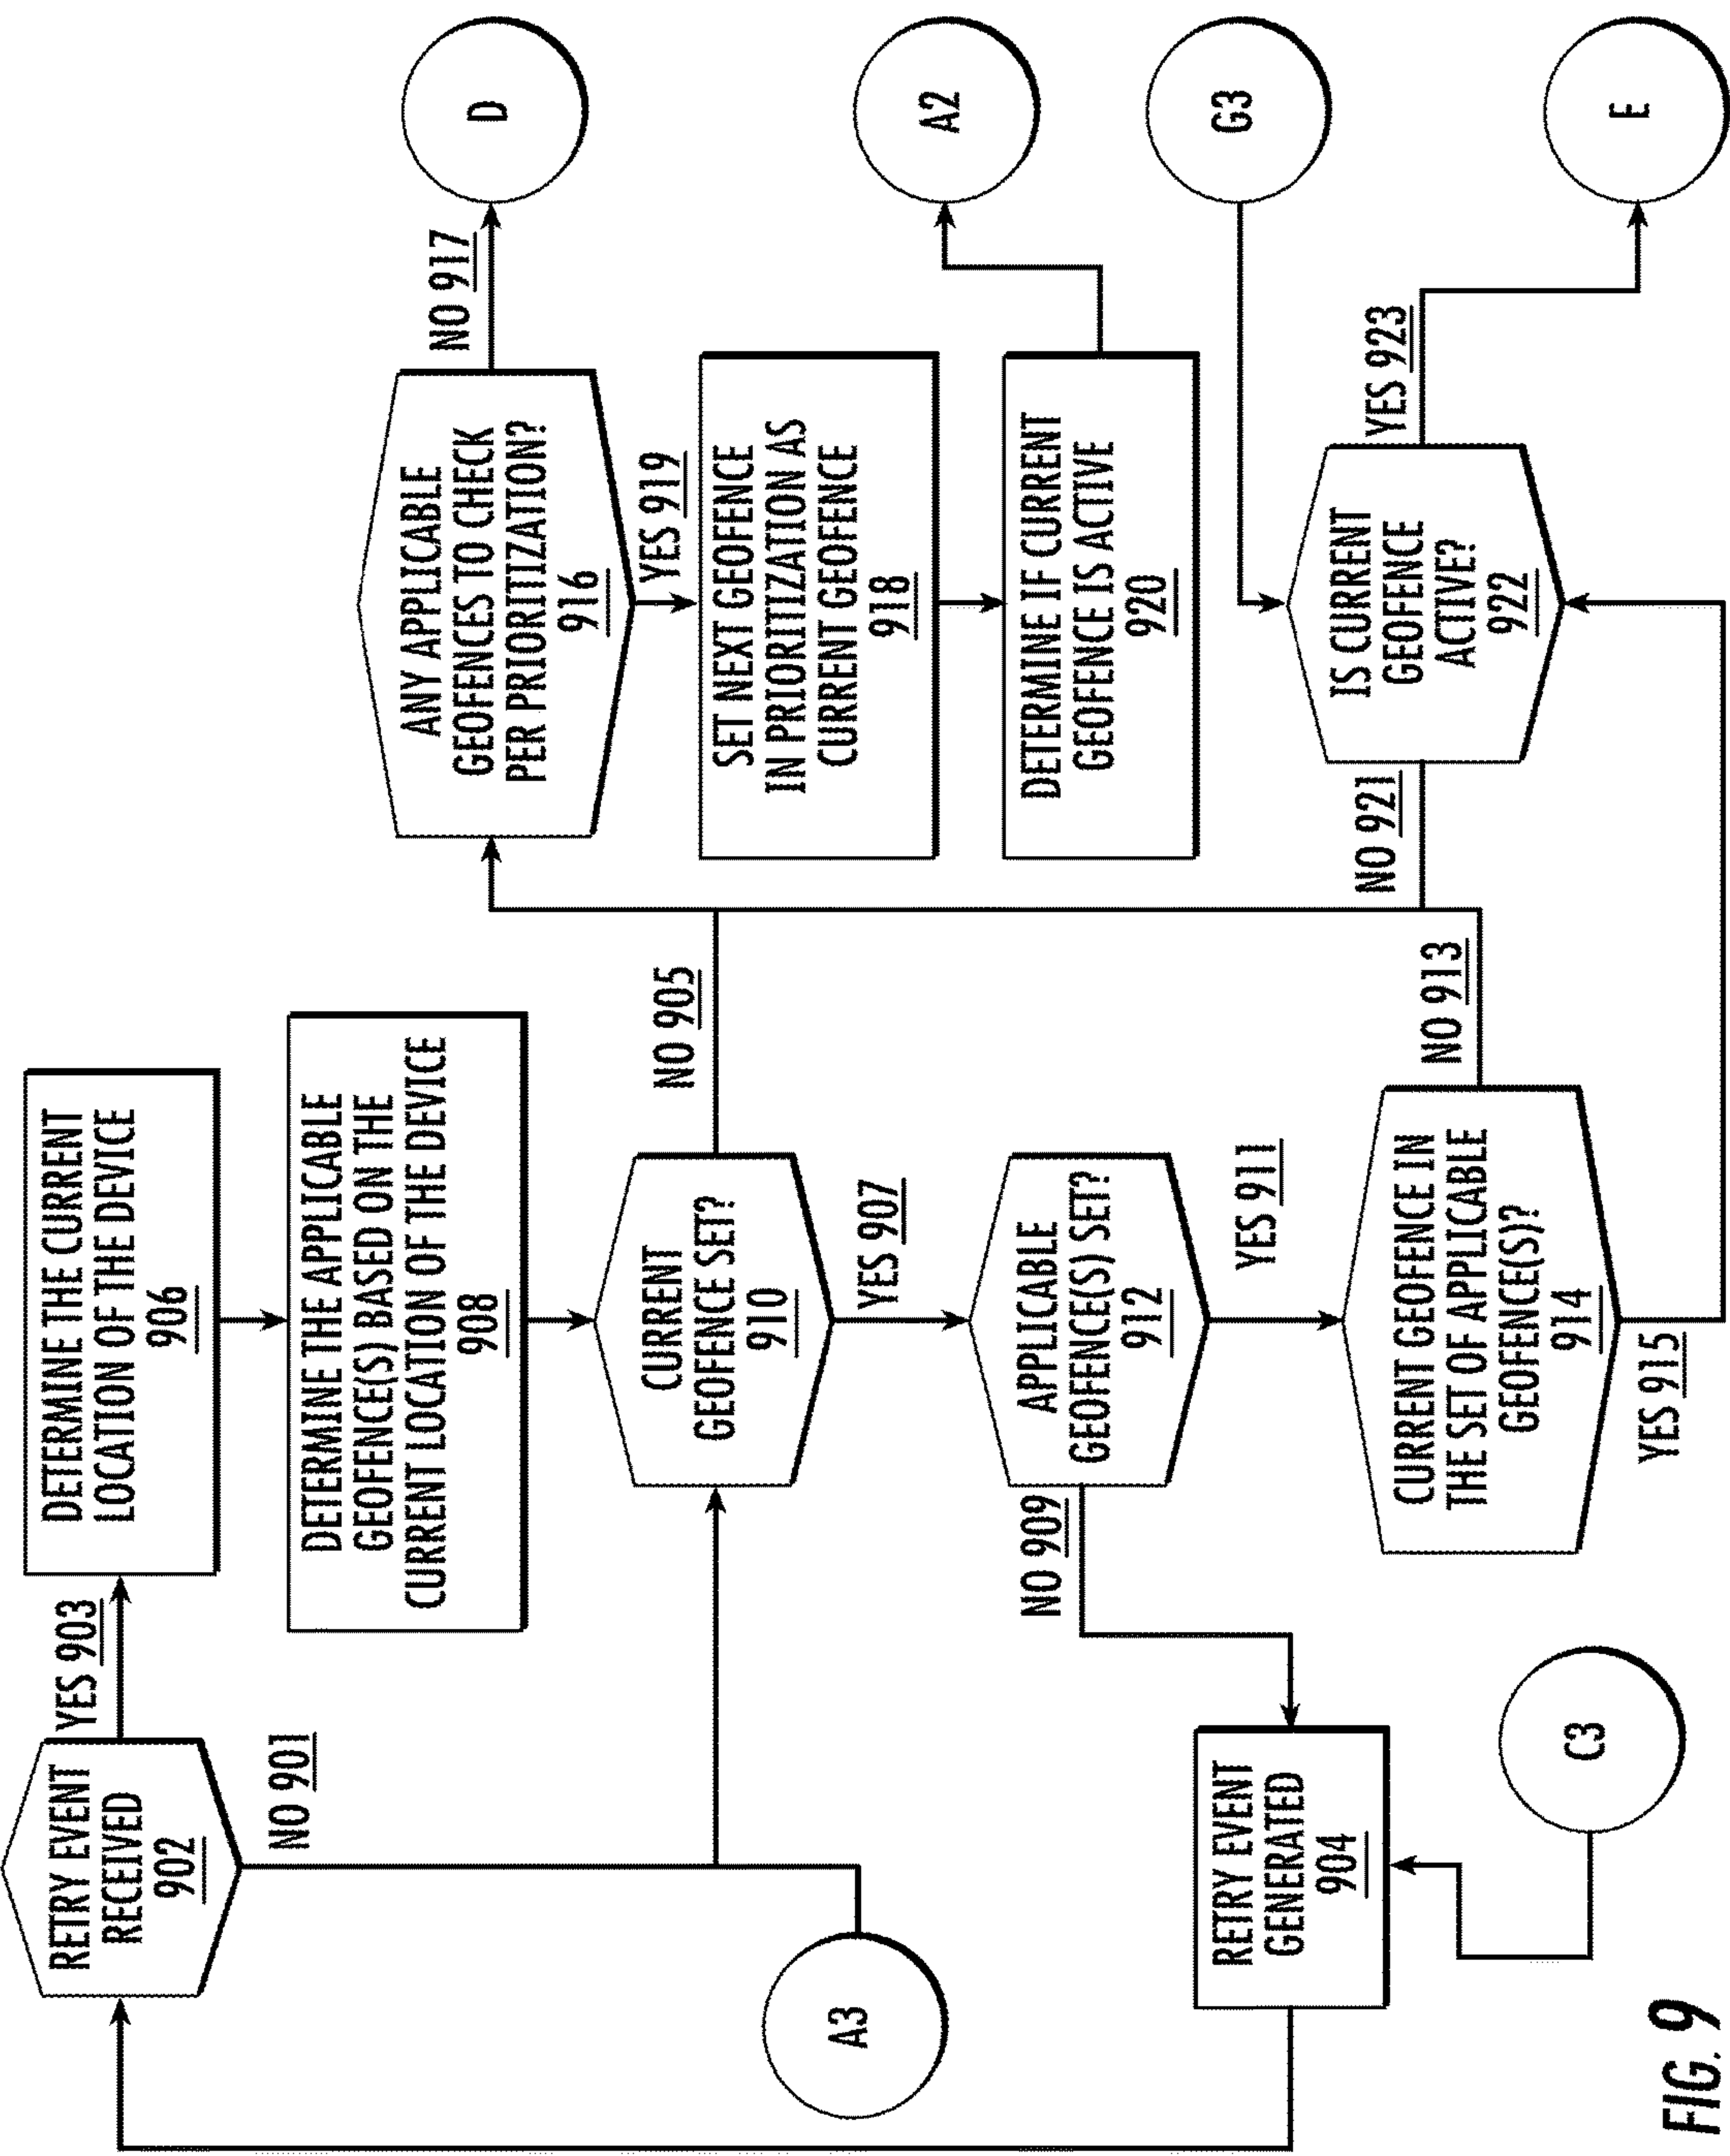 RETRY EVENT
RECEIVED
902
YES 903
NO 901
DETERMINE THE CURRENT
LOCATION OF THE DEVICE
906
DETERMINE THE APPLICABLE
GEOFENCE(S) BASED ON THE
CURRENT LOCATION OF THE DEVICE
908
A3
CURRENT
GEOFENCE SET?
910
NO 905
YES 907
APPLICABLE
GEOFENCE(S) SET?
912
NO 909
YES 911
RETRY EVENT
GENERATED
904
C3
CURRENT GEOFENCE IN
THE SET OF APPLICABLE
GEOFENCE(S)?
914
NO 913
YES 915
ANY APPLICABLE
GEOFENCES TO CHECK
PER PRIORITIZATION?
916
NO 917
D
YES 919
SET NEXT GEOFENCE
IN PRIORITIZATION AS
CURRENT GEOFENCE
918
DETERMINE IF CURRENT
GEOFENCE IS ACTIVE
920
A2
G3
IS CURRENT
GEOFENCE
ACTIVE?
922
NO 921
YES 923
E
FIG. 9